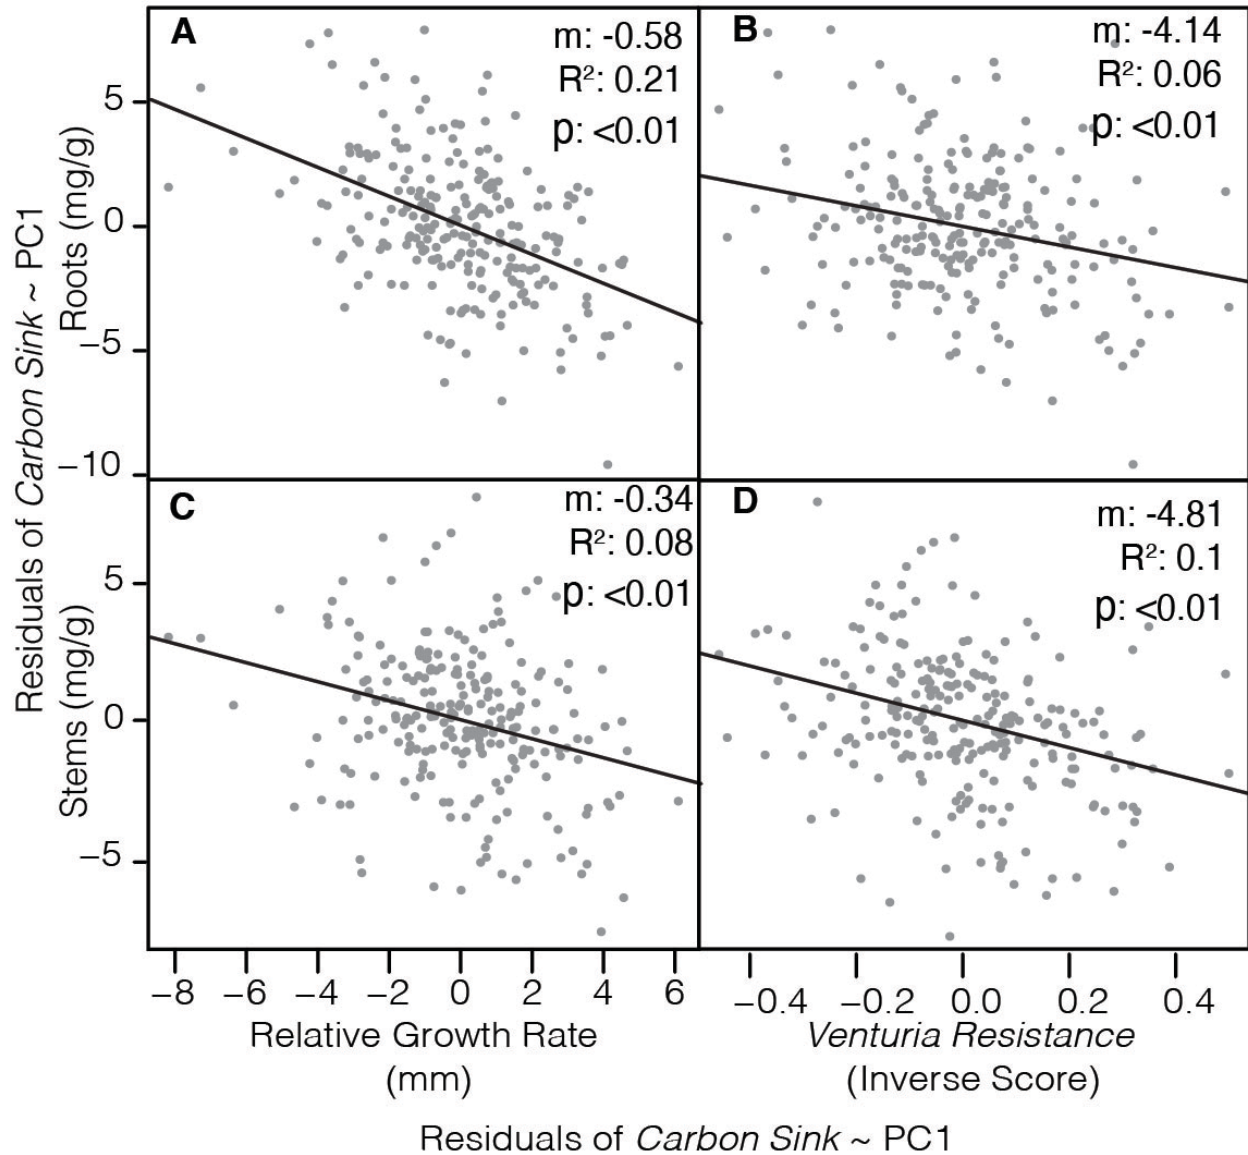 A
m: -0.58
R²: 0.21
p: <0.01
B
m: -4.14
R²: 0.06
p: <0.01
C
m: -0.34
R²: 0.08
p: <0.01
D
m: -4.81
R²: 0.1
p: <0.01
Residuals of Carbon Sink ~ PC1
Roots (mg/g)
5
0
−5
−10
Stems (mg/g)
5
0
−5
−8 −6 −4 −2 0 2 4 6
Relative Growth Rate
(mm)
−0.4 −0.2 0.0 0.2 0.4
Venturia Resistance
(Inverse Score)
Residuals of Carbon Sink ~ PC1